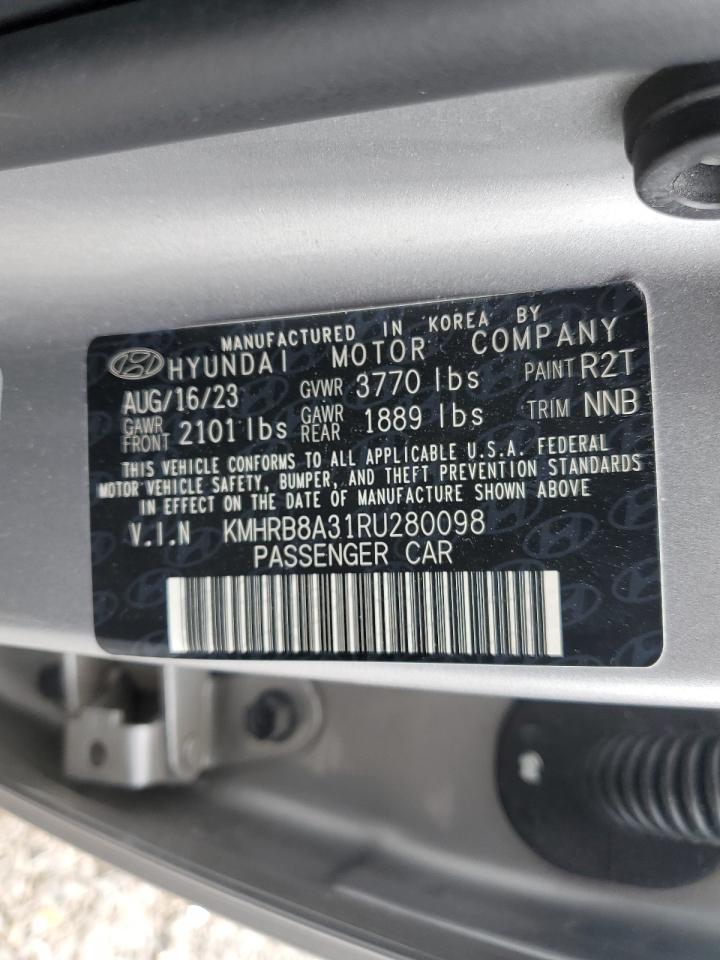 MANUFACTURED IN KOREA BY
HYUNDAI MOTOR COMPANY
AUG/16/23 GVWR 3770 lbs PAINT R2T
GAWR FRONT 2101 lbs GAWR REAR 1889 lbs TRIM NNB
THIS VEHICLE CONFORMS TO ALL APPLICABLE U.S.A. FEDERAL
MOTOR VEHICLE SAFETY, BUMPER, AND THEFT PREVENTION STANDARDS
IN EFFECT ON THE DATE OF MANUFACTURE SHOWN ABOVE
V.I.N KMHRB8A31RU280098
PASSENGER CAR